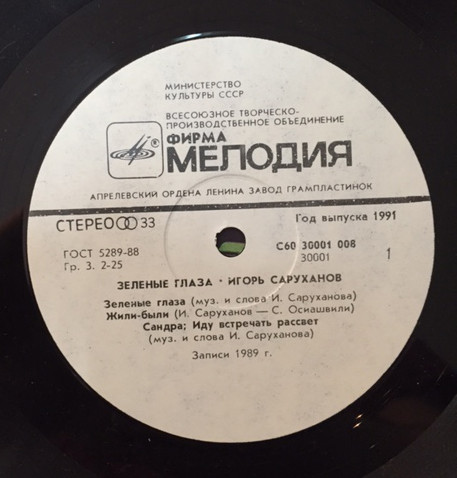 МИНИСТЕРСТВО
КУЛЬТУРЫ СССР
ВСЕСОЮЗНОЕ ТВОРЧЕСКО-
ПРОИЗВОДСТВЕННОЕ ОБЪЕДИНЕНИЕ
®
ФИРМА
МЕЛОДИЯ
АПРЕЛЕВСКИЙ ОРДЕНА ЛЕНИНА ЗАВОД ГРАМПЛАСТИНОК
СТЕРЕО 33
Год выпуска 1991
ГОСТ 5289-88
Гр. 3. 2-25
С60 30001 008
30001
1
ЗЕЛЕНЫЕ ГЛАЗА · ИГОРЬ САРУХАНОВ
Зеленые глаза (муз. и слова И. Саруханова)
Жили-были (И. Саруханов — С. Осиашвили)
Сандра; Иду встречать рассвет
(муз. и слова И. Саруханова)
Записи 1989 г.